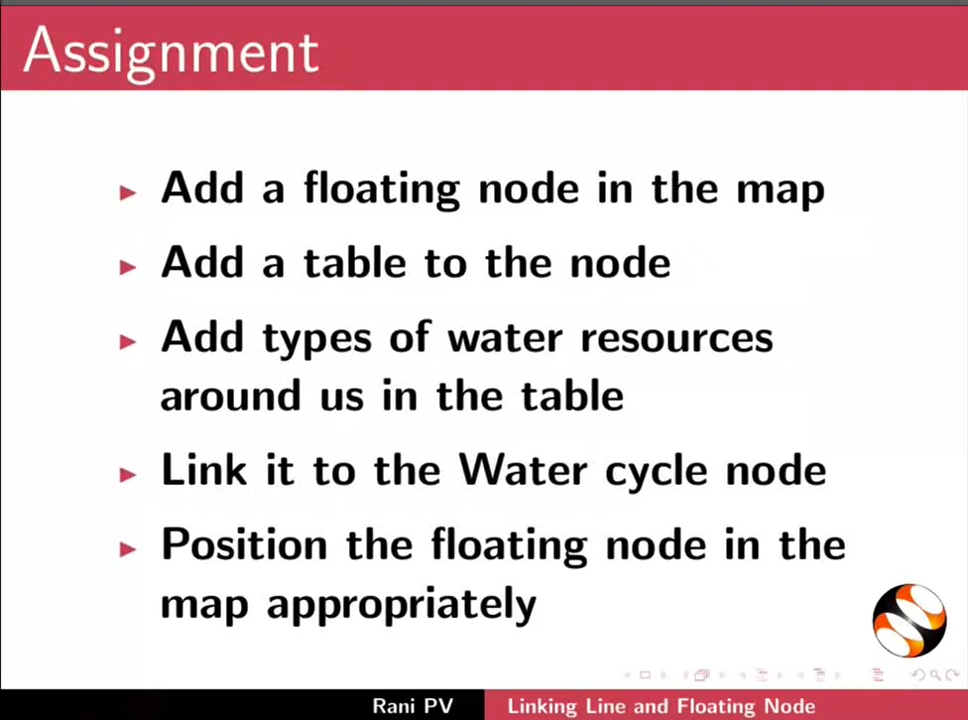 Assignment
Add a floating node in the map
Add a table to the node
Add types of water resources
around us in the table
Link it to the Water cycle node
Position the floating node in the
map appropriately
Rani PV
Linking Line and Floating Node